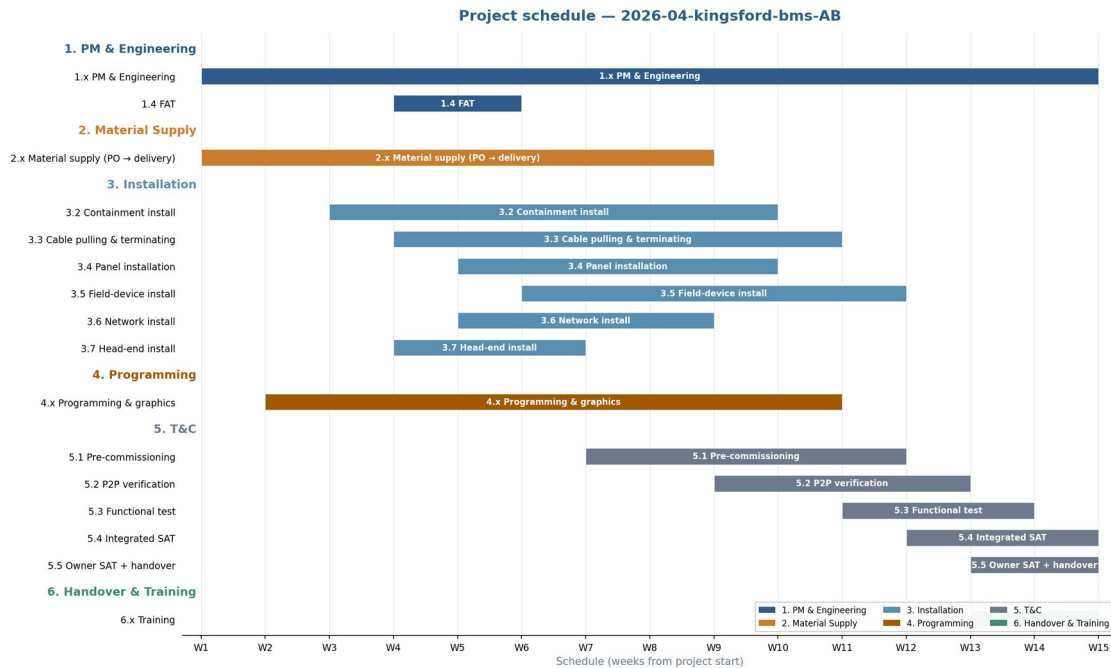 Project schedule — 2026-04-kingsford-bms-AB
1. PM & Engineering
1.x PM & Engineering
1.x PM & Engineering
1.4 FAT
1.4 FAT
2. Material Supply
2.x Material supply (PO → delivery)
2.x Material supply (PO → delivery)
3. Installation
3.2 Containment install
3.2 Containment install
3.3 Cable pulling & terminating
3.3 Cable pulling & terminating
3.4 Panel installation
3.4 Panel installation
3.5 Field-device install
3.5 Field-device install
3.6 Network install
3.6 Network install
3.7 Head-end install
3.7 Head-end install
4. Programming
4.x Programming & graphics
4.x Programming & graphics
5. T&C
5.1 Pre-commissioning
5.1 Pre-commissioning
5.2 P2P verification
5.2 P2P verification
5.3 Functional test
5.3 Functional test
5.4 Integrated SAT
5.4 Integrated SAT
5.5 Owner SAT + handover
5.5 Owner SAT + handover
6. Handover & Training
6.x Training
1. PM & Engineering 3. Installation 5. T&C
2. Material Supply 4. Programming 6. Handover & Training
W1 W2 W3 W4 W5 W6 W7 W8 W9 W10 W11 W12 W13 W14 W15
Schedule (weeks from project start)